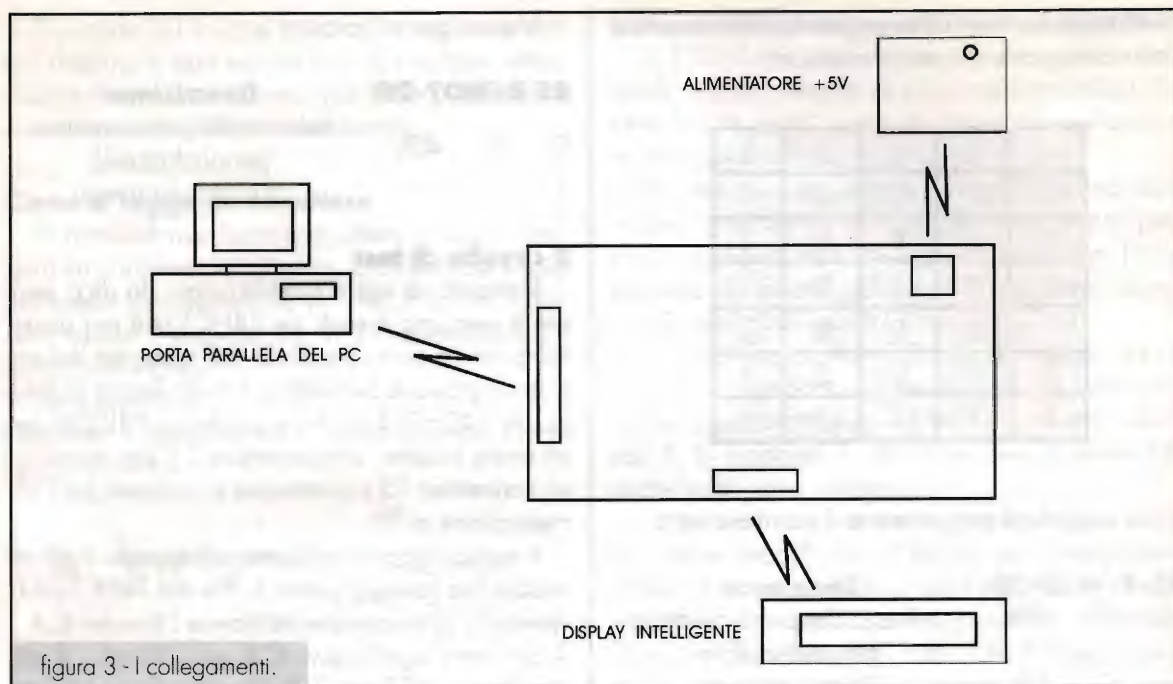 ALIMENTATORE +5V
PORTA PARALLELA DEL PC
DISPLAY INTELLIGENTE
figura 3 - I collegamenti.